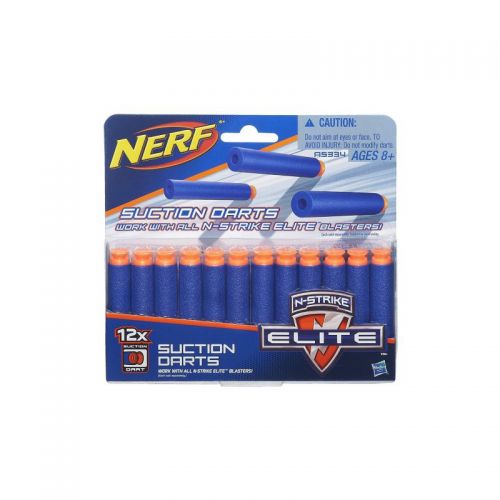 NERF
CAUTION:
Do not aim at eyes or face. TO
AVOID INJURY: Do not modify darts.
A5334 AGES 8+
SUCTION DARTS
WORK WITH ALL N-STRIKE ELITE BLASTERS!
N-STRIKE
ELITE
12x
SUCTION
DART
SUCTION
DARTS
WORK WITH ALL N-STRIKE ELITE BLASTERS!
Hasbro